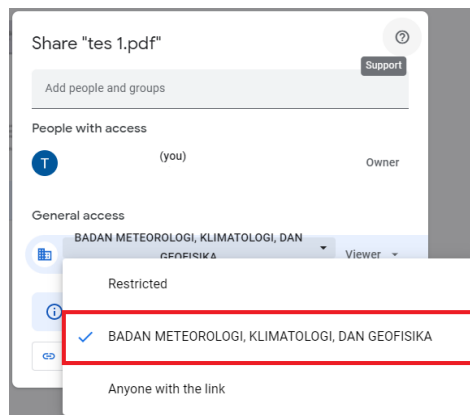 Share "tes 1.pdf"
Support
Add people and groups
People with access
T
(you)
Owner
General access
BADAN METEOROLOGI, KLIMATOLOGI, DAN
GEOFISIKA
Viewer
Restricted
BADAN METEOROLOGI, KLIMATOLOGI, DAN GEOFISIKA
Anyone with the link